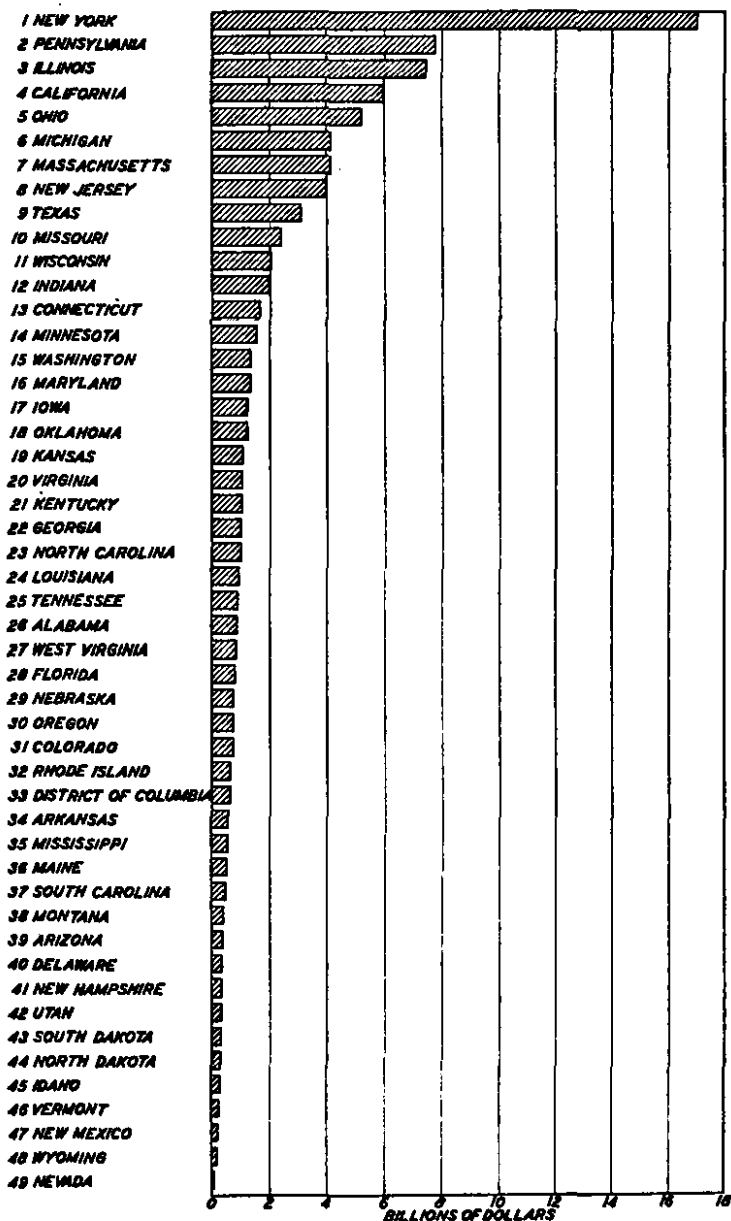 1 NEW YORK
2 PENNSYLVANIA
3 ILLINOIS
4 CALIFORNIA
5 OHIO
6 MICHIGAN
7 MASSACHUSETTS
8 NEW JERSEY
9 TEXAS
10 MISSOURI
11 WISCONSIN
12 INDIANA
13 CONNECTICUT
14 MINNESOTA
15 WASHINGTON
16 MARYLAND
17 IOWA
18 OKLAHOMA
19 KANSAS
20 VIRGINIA
21 KENTUCKY
22 GEORGIA
23 NORTH CAROLINA
24 LOUISIANA
25 TENNESSEE
26 ALABAMA
27 WEST VIRGINIA
28 FLORIDA
29 NEBRASKA
30 OREGON
31 COLORADO
32 RHODE ISLAND
33 DISTRICT OF COLUMBIA
34 ARKANSAS
35 MISSISSIPPI
36 MAINE
37 SOUTH CAROLINA
38 MONTANA
39 ARIZONA
40 DELAWARE
41 NEW HAMPSHIRE
42 UTAH
43 SOUTH DAKOTA
44 NORTH DAKOTA
45 IDAHO
46 VERMONT
47 NEW MEXICO
48 WYOMING
49 NEVADA
0 2 4 6 8 10 12 14 16 18
BILLIONS OF DOLLARS